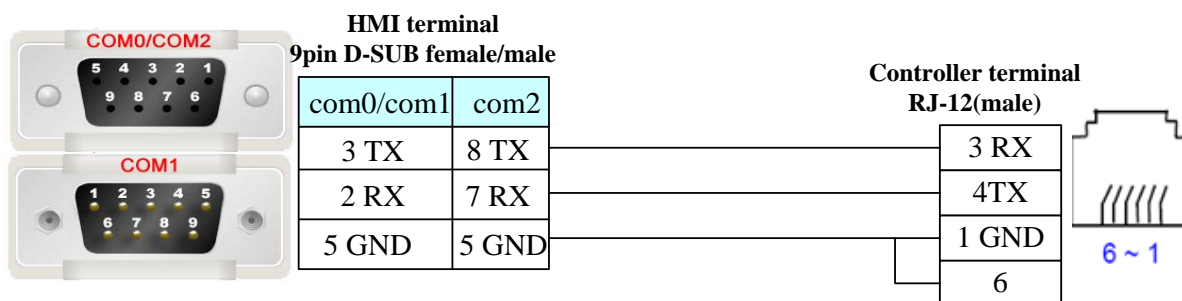 COM0/COM2
5 4 3 2 1
9 8 7 6
COM1
1 2 3 4 5
6 7 8 9
HMI terminal
9pin D-SUB female/male
com0/com1 com2
3 TX 8 TX
2 RX 7 RX
5 GND 5 GND
Controller terminal
RJ-12(male)
3 RX
4TX
1 GND
6
6 ~ 1